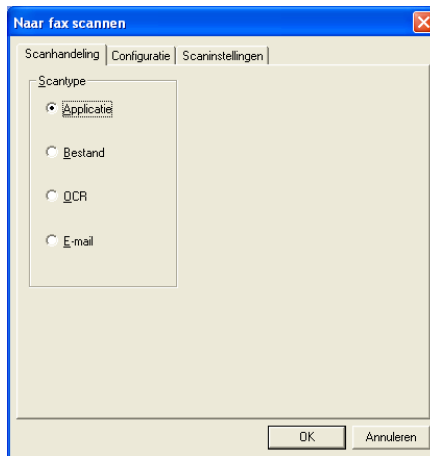 Naar fax scannen
Scanhandeling Configuratie Scaninstellingen
Scantype
Applicatie
Bestand
OCR
E-mail
OK Annuleren